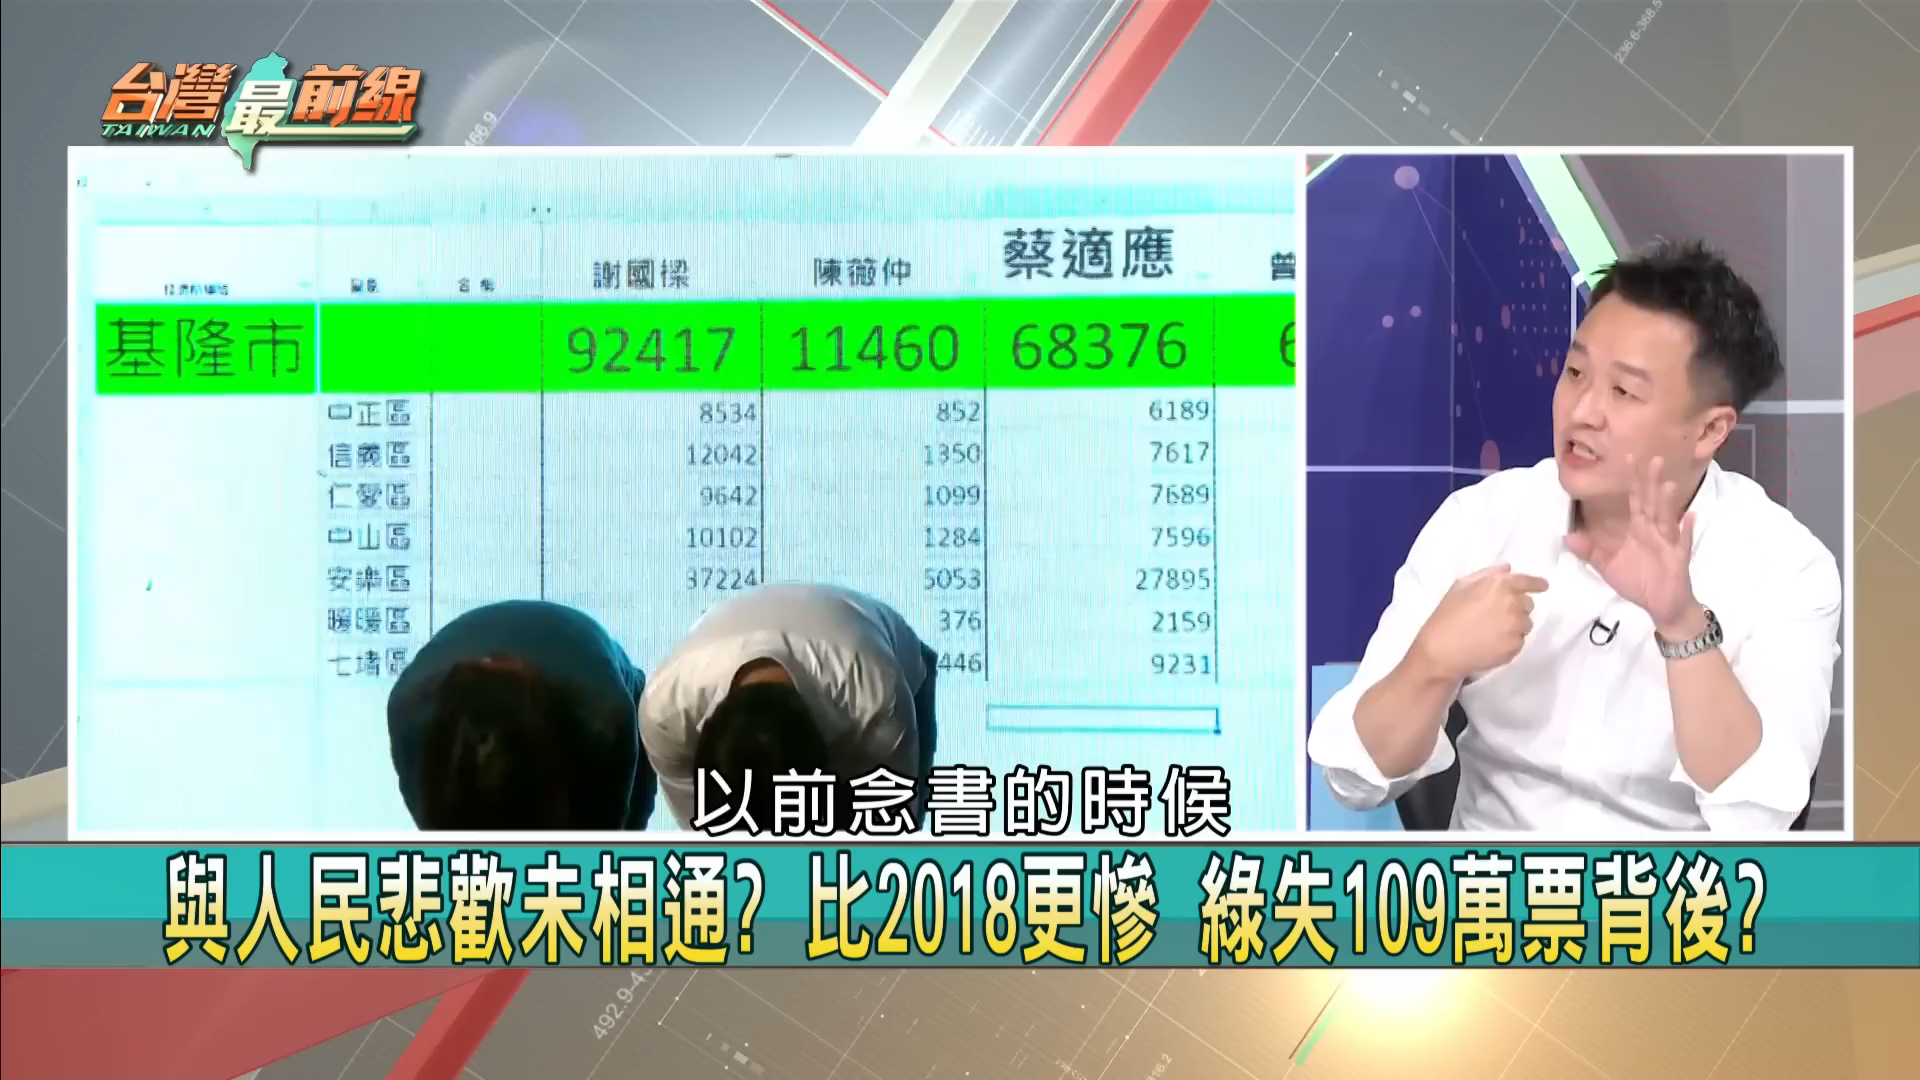 台灣最前線
TAIWAN
謝國樑 陳薇仲 蔡適應 曾
基隆市 92417 11460 68376 6
中正區 8534 852 6189
信義區 12042 1350 7617
仁愛區 9642 1099 7689
中山區 10102 1284 7596
安樂區 37224 5053 27895
暖暖區 376 2159
七堵區 446 9231
以前念書的時候
與人民悲歡未相通? 比2018更慘 綠失109萬票背後?